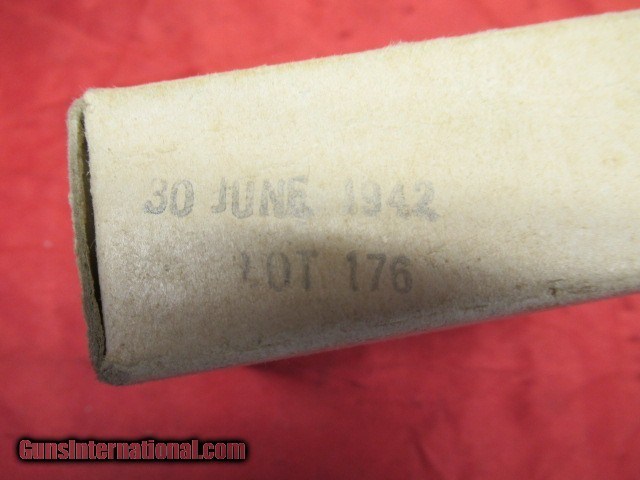 30 JUNE 1942
LOT 176
GunsInternational.com